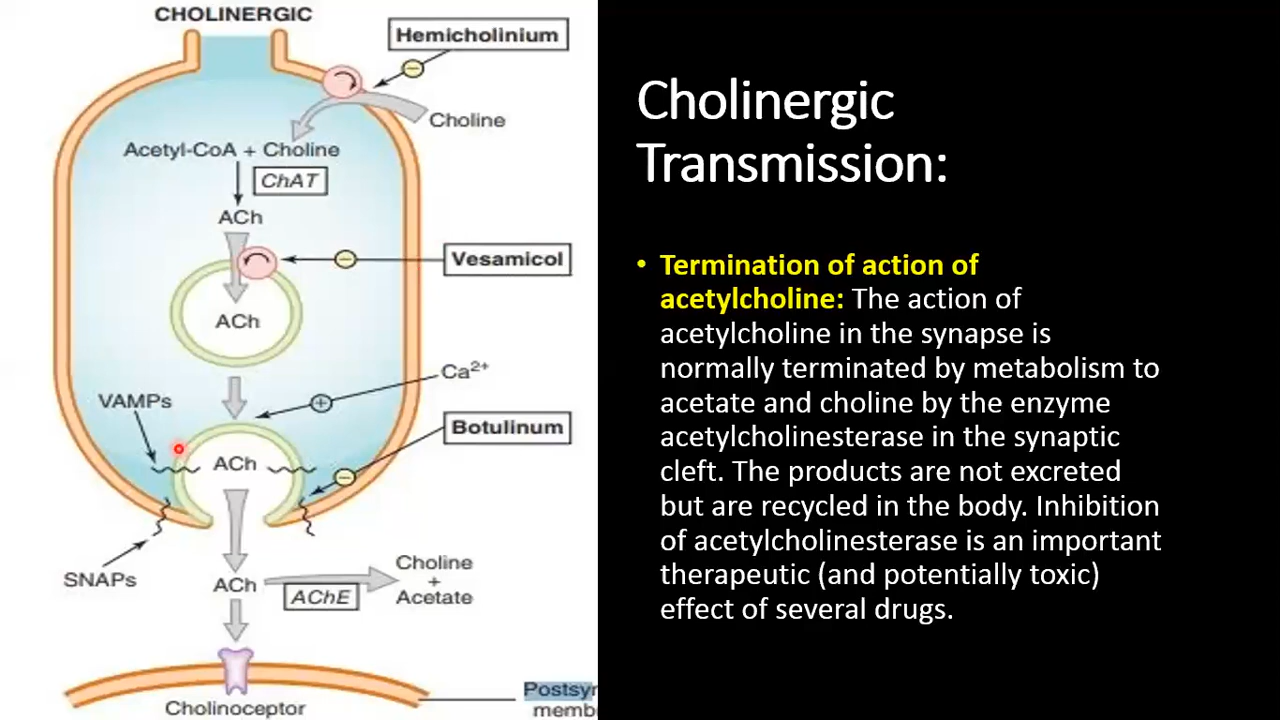 CHOLINERGIC
Hemicholinium
Choline
Acetyl-CoA + Choline
ChAT
ACh
Vesamicol
ACh
Ca²⁺
VAMPs
Botulinum
ACh
SNAPs
ACh
AChE
Choline
+
Acetate
Cholinoceptor
Cholinergic
Transmission:
• Termination of action of
acetylcholine: The action of
acetylcholine in the synapse is
normally terminated by metabolism to
acetate and choline by the enzyme
acetylcholinesterase in the synaptic
cleft. The products are not excreted
but are recycled in the body. Inhibition
of acetylcholinesterase is an important
therapeutic (and potentially toxic)
effect of several drugs.